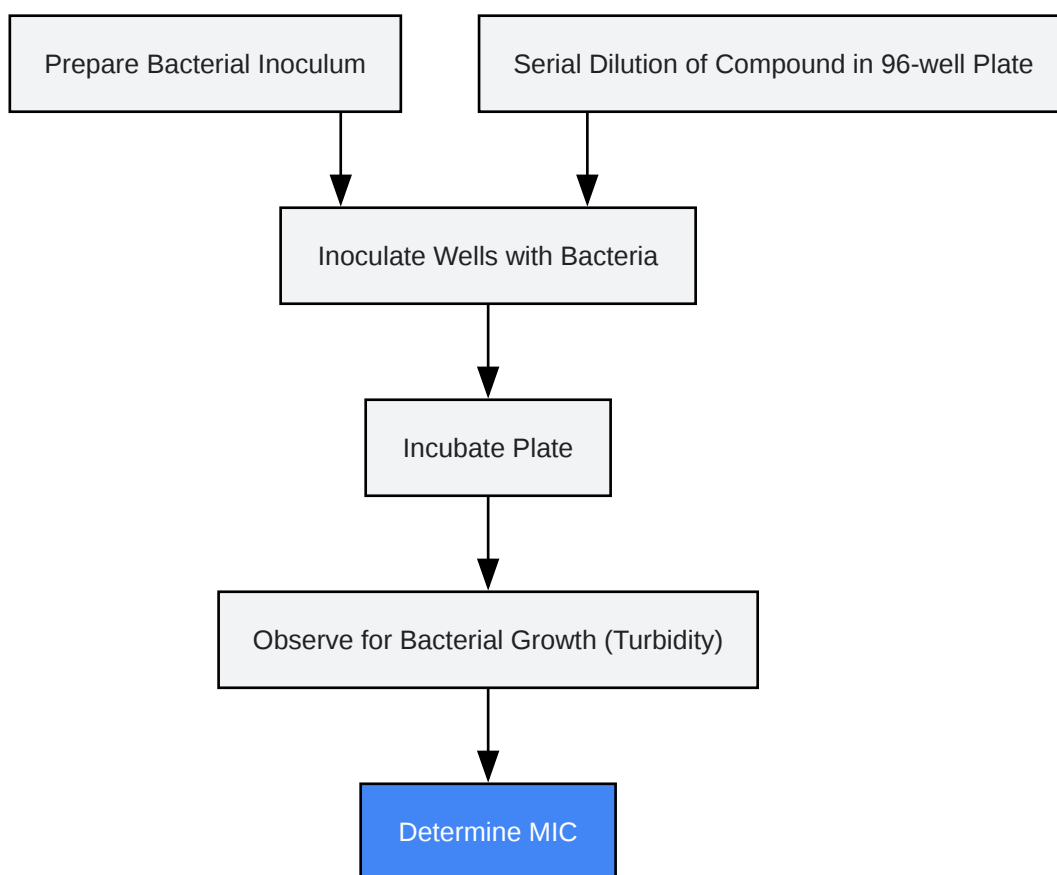 Prepare Bacterial Inoculum
Serial Dilution of Compound in 96-well Plate
Inoculate Wells with Bacteria
Incubate Plate
Observe for Bacterial Growth (Turbidity)
Determine MIC